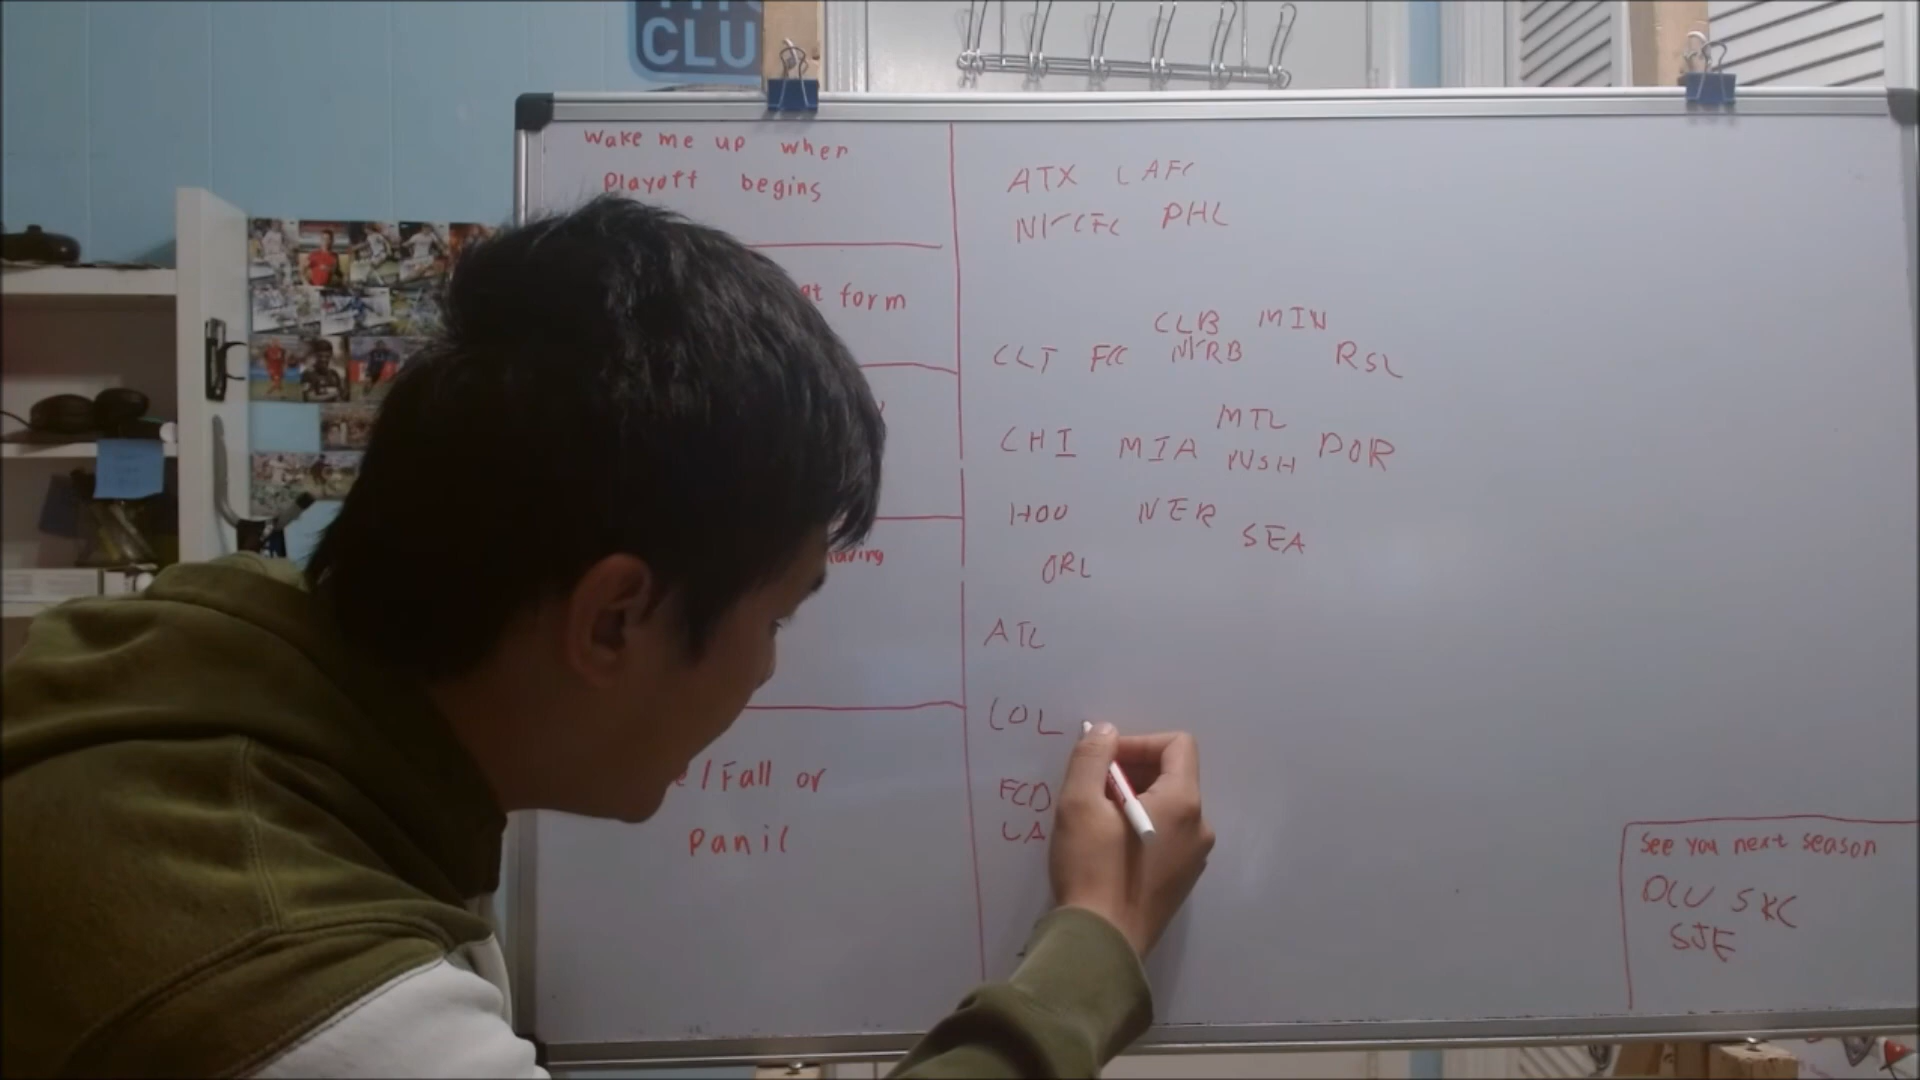 CLU
Wake me up when
playoff begins
form
e/Fall or
Panic
ATX LAFC
NYCFC PHL
CLB MIN
CLT FCC NYRB RSL
MTL
CHI MIA NSH POR
HOU NER
SEA
ORL
ATL
COL
FCD
LA
See you next season
DCU SKC
SJE